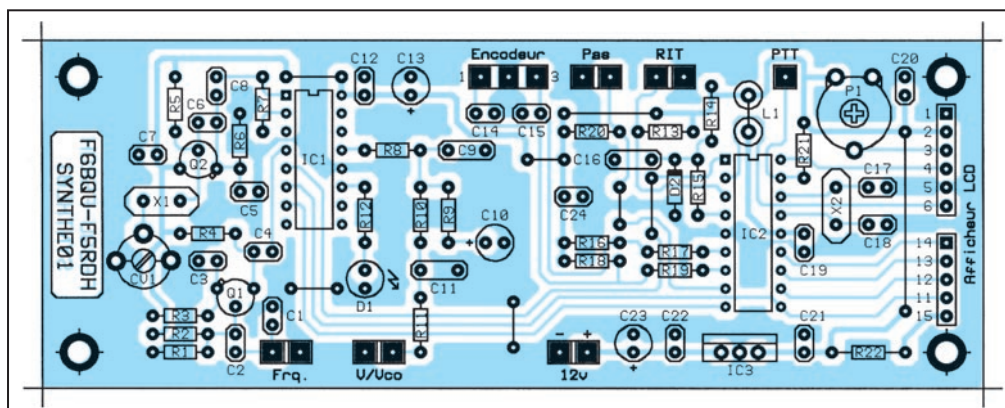 Encodeur Pas RIT PTT
1 3
C12 C13 C20
P1
R5 C6 C8 R7 R6
C7 Q2 IC1
C14 C15 R20 R13 R14 L1
R8 C9 C16 R21
D2 R15
C5 X1 C24 C17 X2 C18
R12 R10 R9 C10
R4 C4 C3 CV1
R16 R18 R17 R19 IC2 C19
Q1 D1 C11 R11
R3 R2 R1 C2 C1
C23 C22 IC3 C21 R22
Frq. V/Vco 12v
- +
F6BQU-F5RDH
SYNTHE01
1
2
3
4
5
6
14
13
12
11
15
Afficheur LCD